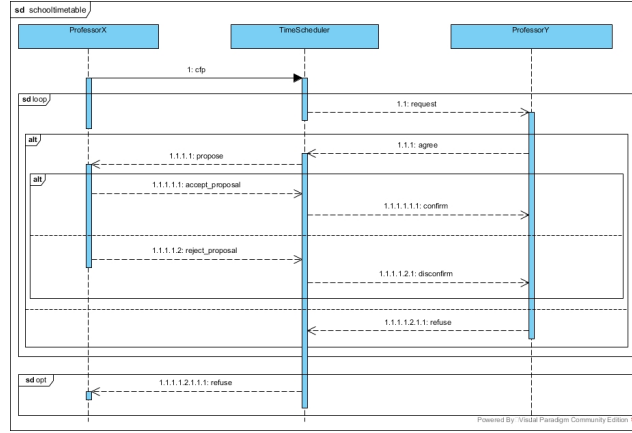 sd schooltimetable
ProfessorX
TimeScheduler
ProfessorY
1: cfp
sd loop
1.1: request
alt
1.1.1: agree
1.1.1.1: propose
alt
1.1.1.1.1: accept_proposal
1.1.1.1.1.1: confirm
1.1.1.1.2: reject_proposal
1.1.1.1.2.1: disconfirm
1.1.1.1.2.1.1: refuse
sd opt
1.1.1.1.2.1.1.1: refuse
Powered By Visual Paradigm Community Edition